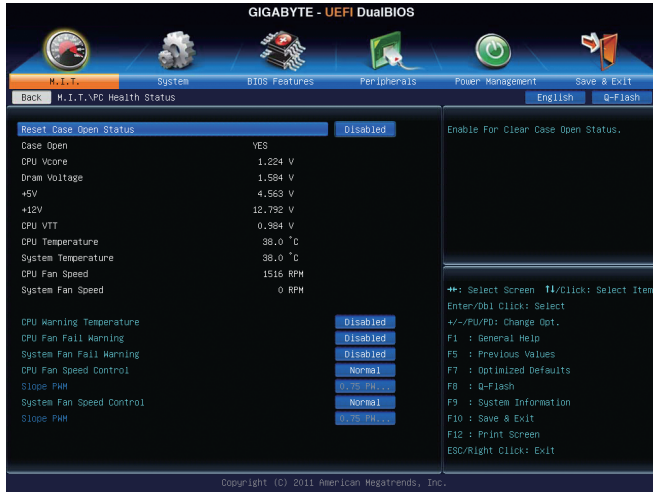 GIGABYTE - UEFI DualBIOS
M.I.T. System BIOS Features Peripherals Power Management Save & Exit
Back M.I.T.\PC Health Status English Q-Flash
Reset Case Open Status Disabled Enable For Clear Case Open Status.
Case Open YES
CPU Vcore 1.224 V
Dram Voltage 1.584 V
+5V 4.563 V
+12V 12.792 V
CPU VTT 0.984 V
CPU Temperature 38.0 °C
System Temperature 38.0 °C
CPU Fan Speed 1516 RPM
System Fan Speed 0 RPM
CPU Warning Temperature Disabled
CPU Fan Fail Warning Disabled
System Fan Fail Warning Disabled
CPU Fan Speed Control Normal
Slope PWM 0.75 PW...
System Fan Speed Control Normal
Slope PWM 0.75 PW...
→←: Select Screen ↑↓/Click: Select Item
Enter/Dbl Click: Select
+/-/PU/PD: Change Opt.
F1 : General Help
F5 : Previous Values
F7 : Optimized Defaults
F8 : Q-Flash
F9 : System Information
F10 : Save & Exit
F12 : Print Screen
ESC/Right Click: Exit
Copyright (C) 2011 American Megatrends, Inc.